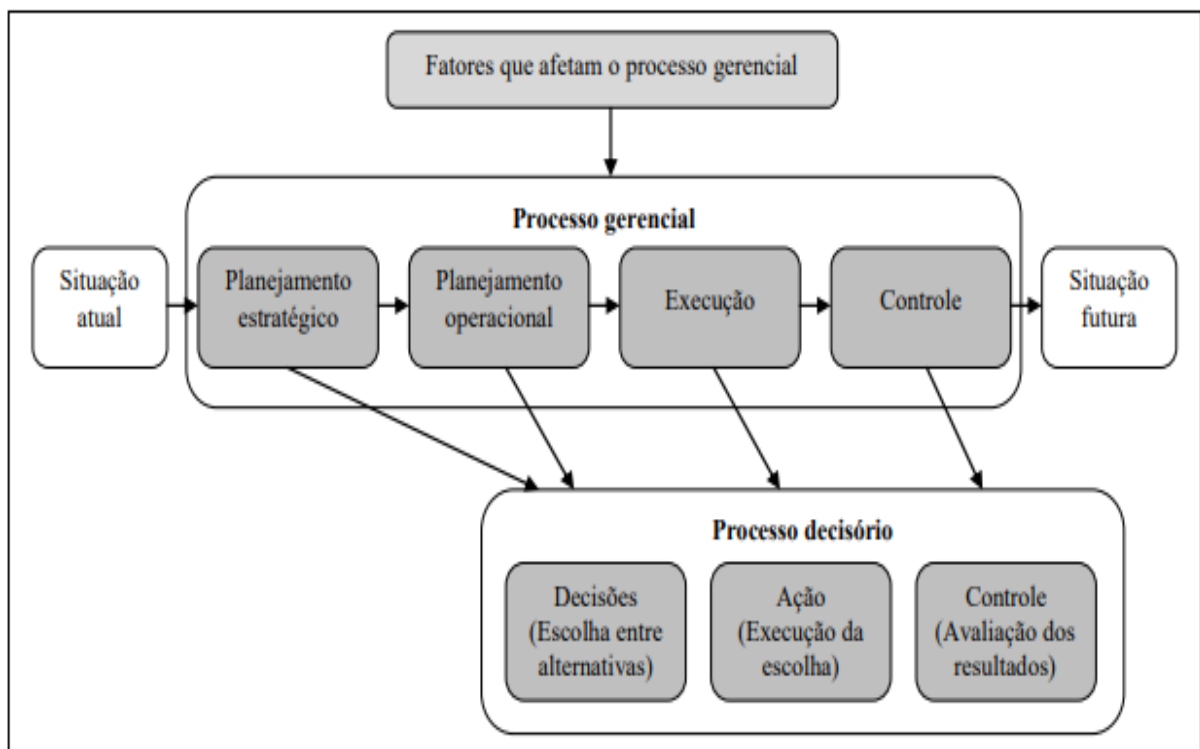 Fatores que afetam o processo gerencial
Processo gerencial
Situação
atual
Planejamento
estratégico
Planejamento
operacional
Execução
Controle
Situação
futura
Processo decisório
Decisões
(Escolha entre
alternativas)
Ação
(Execução da
escolha)
Controle
(Avaliação dos
resultados)